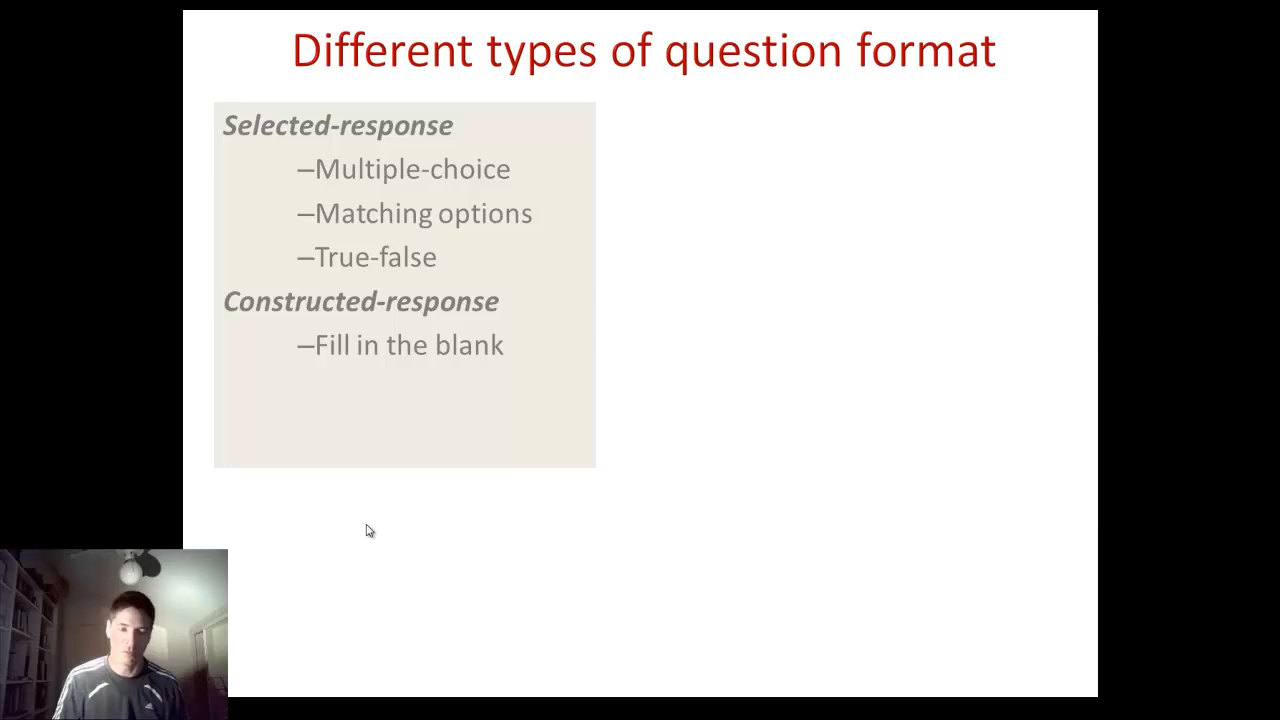 Different types of question format
Selected-response
–Multiple-choice
–Matching options
–True-false
Constructed-response
–Fill in the blank